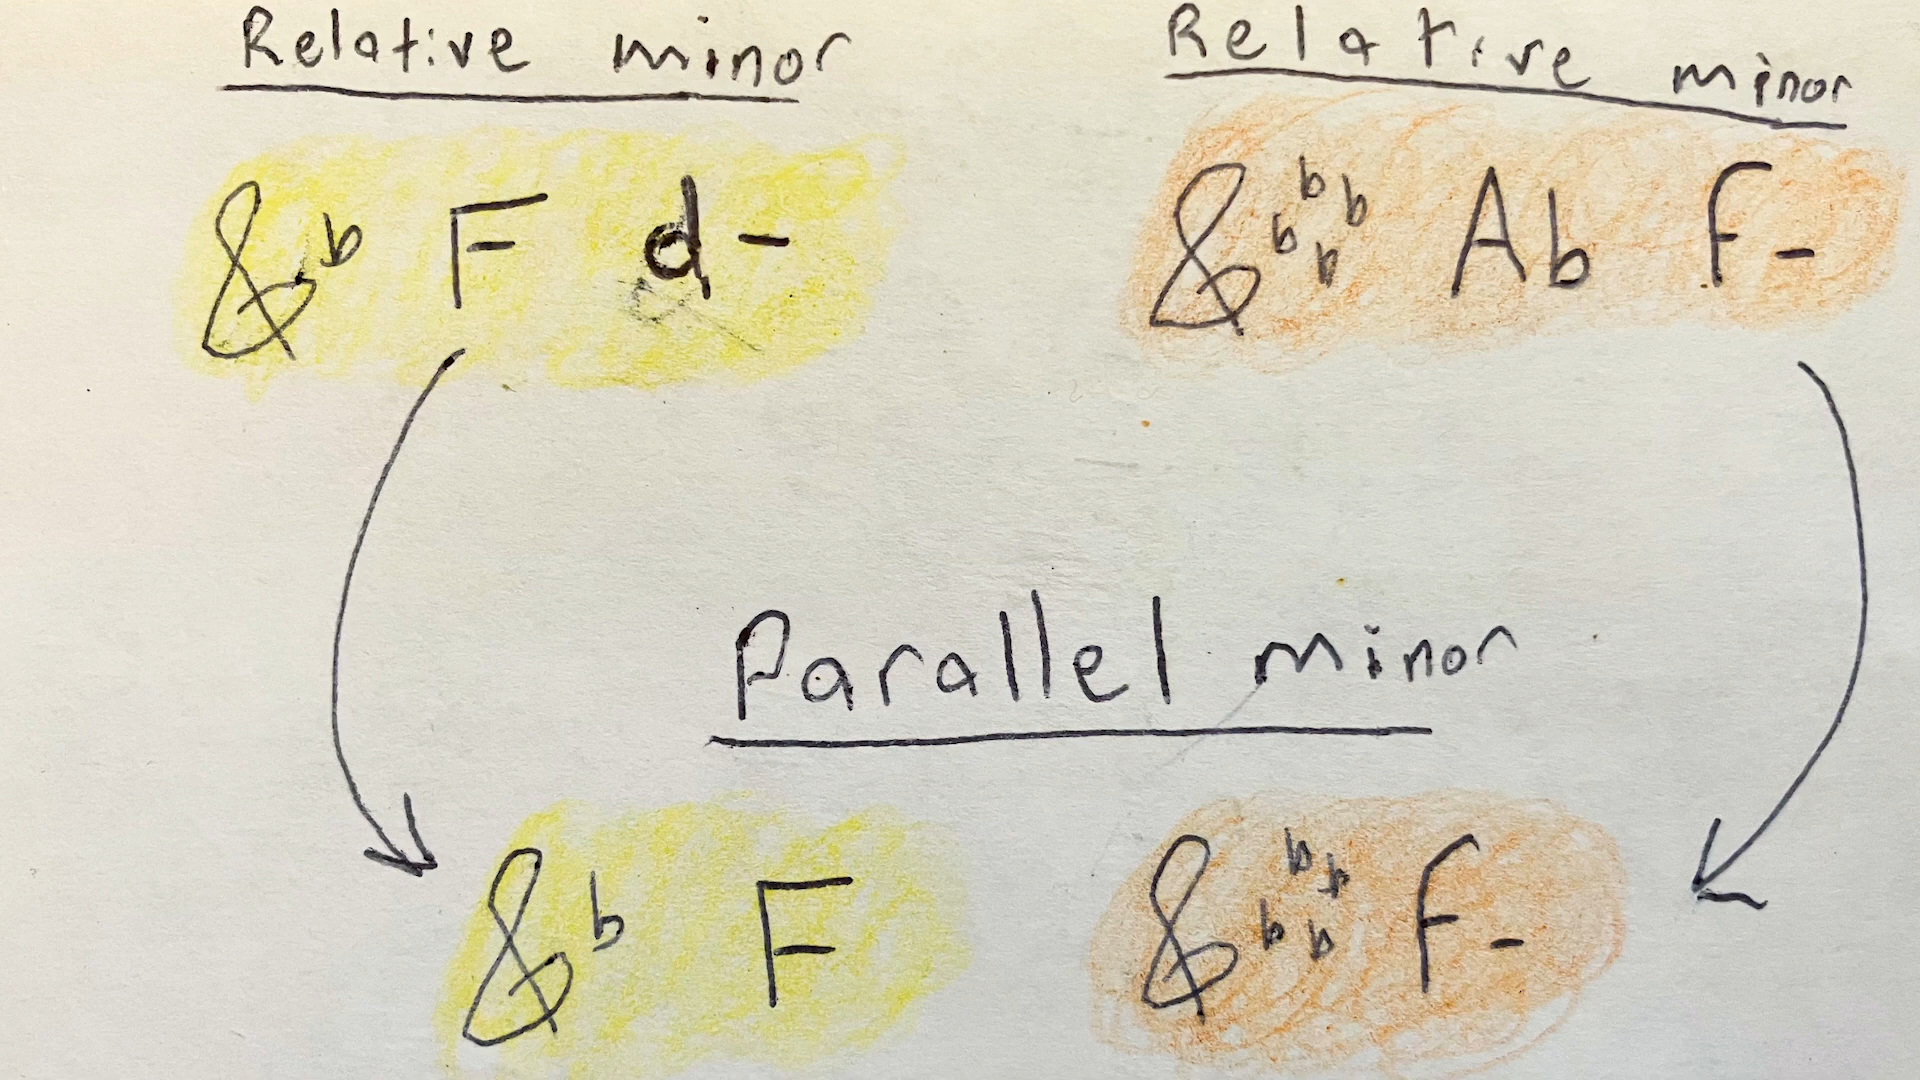 Relative minor
Relative minor
& b F d -
& b b b b Ab f -
Parallel minor
& b F
& b b b b f -